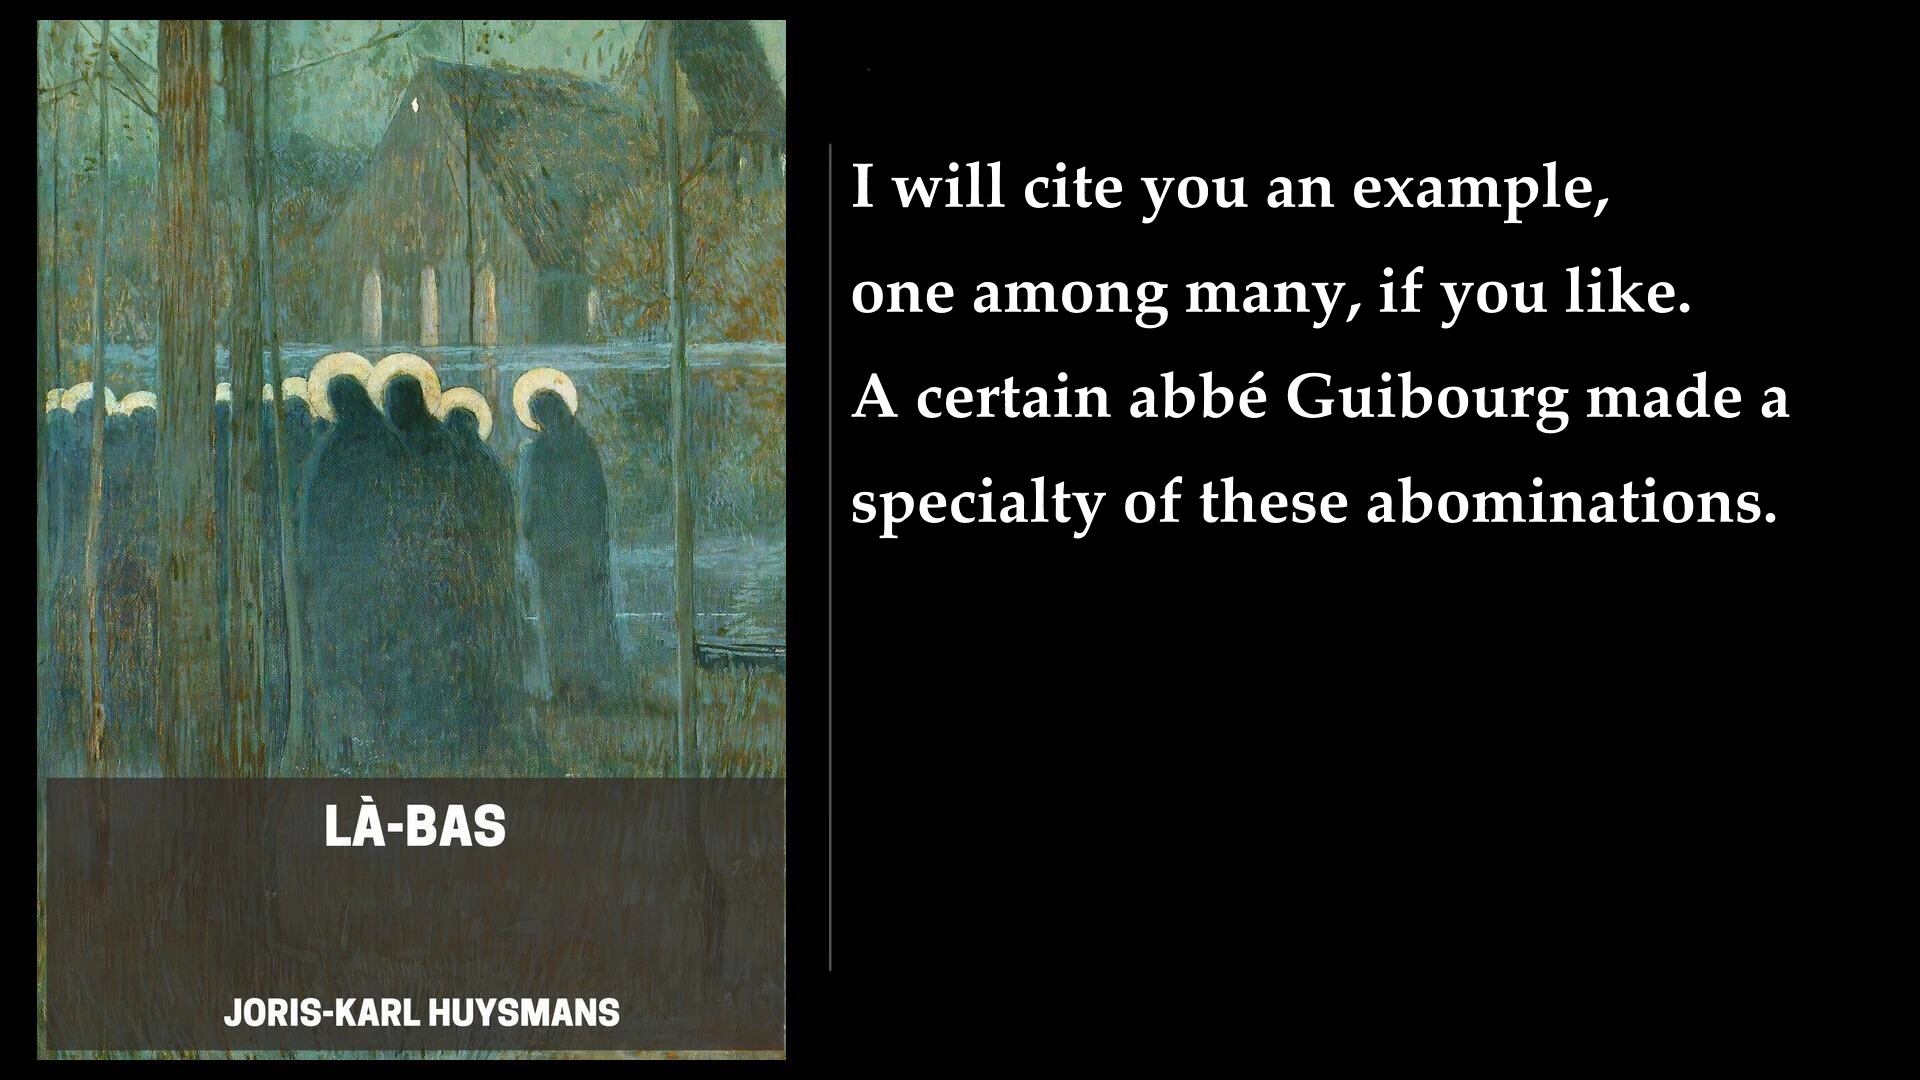 LÀ-BAS
JORIS-KARL HUYSMANS
I will cite you an example,
one among many, if you like.
A certain abbé Guibourg made a
specialty of these abominations.